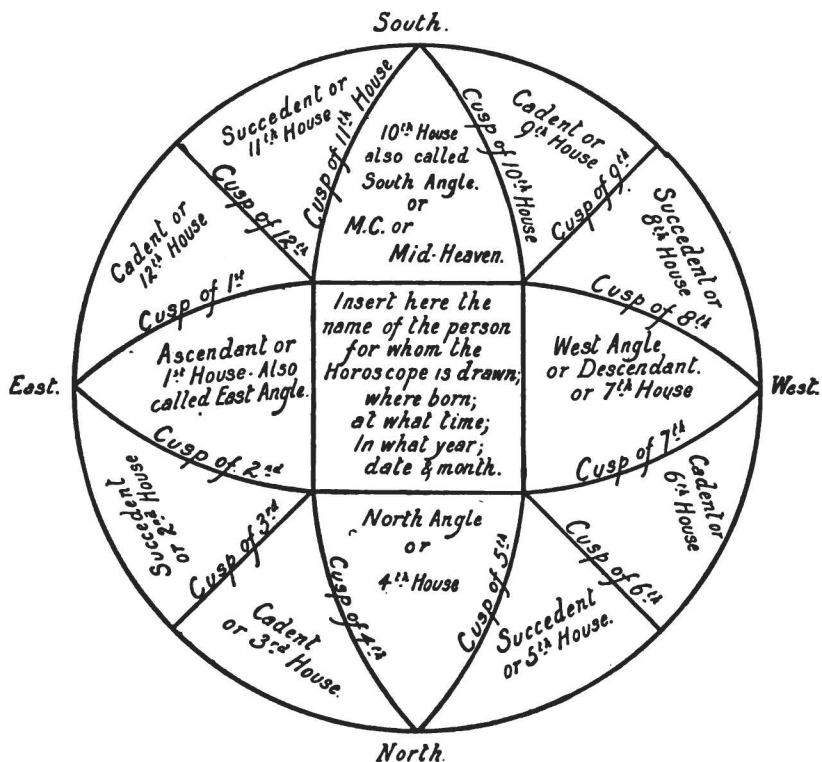 South.
Succedent or
11th House
Cusp of 11th House
10th House
also called
South Angle.
or
M.C. or
Mid-Heaven.
Cusp of 10th House
Cadent or
9th House
Cusp of 9th
Cadent or
12th House
Cusp of 12th
Succedent or
8th House
Cusp of 1st
Cusp of 8th
East.
Ascendant or
1st House. Also
called East Angle.
Insert here the
name of the person
for whom the
Horoscope is drawn;
where born;
at what time;
In what year;
date & month.
West Angle
or Descendant.
or 7th House
West.
Cusp of 2nd
Cusp of 7th
Succedent
or 2nd House
Cusp of 3rd
Cadent
or 3rd House.
Cusp of 4th
North Angle
or
4th House
Cusp of 5th
Succedent
or 5th House.
Cusp of 6th
Cadent or
6th House
North.